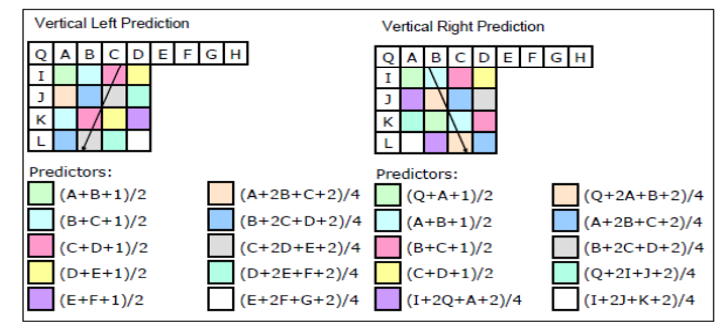 Vertical Left Prediction
Q A B C D E F G H
I
J
K
L
Predictors:
(A+B+1)/2 (A+2B+C+2)/4
(B+C+1)/2 (B+2C+D+2)/4
(C+D+1)/2 (C+2D+E+2)/4
(D+E+1)/2 (D+2E+F+2)/4
(E+F+1)/2 (E+2F+G+2)/4
Vertical Right Prediction
Q A B C D E F G H
I
J
K
L
Predictors:
(Q+A+1)/2 (Q+2A+B+2)/4
(A+B+1)/2 (A+2B+C+2)/4
(B+C+1)/2 (B+2C+D+2)/4
(C+D+1)/2 (Q+2I+J+2)/4
(I+2Q+A+2)/4 (I+2J+K+2)/4